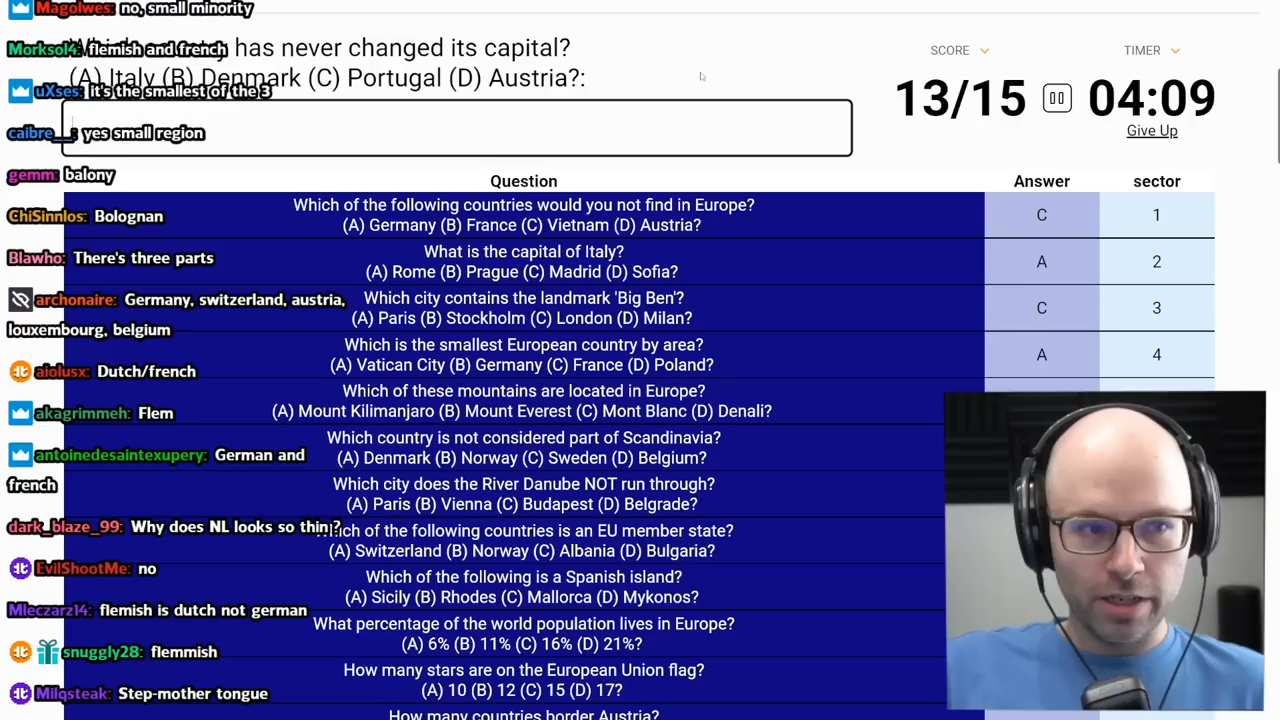 Magolwes: no, small minority
Morksol4: flemish and french
uXses: it's the smallest of the 3
caibre__: yes small region
gemm: balony
ChiSinnlos: Bolognan
Blawho: There's three parts
archonaire: Germany, switzerland, austria,
louxembourg, belgium
aiolusx: Dutch/french
akagrimmeh: Flem
antoinedesaintexupery: German and
french
dark_blaze_99: Why does NL looks so thin?
EvilShootMe: no
Mleczarz14: flemish is dutch not german
snuggly28: flemmish
Milqsteak: Step-mother tongue
has never changed its capital?
(A) Italy (B) Denmark (C) Portugal (D) Austria?:
SCORE
13/15
TIMER
04:09
Give Up
Question Answer sector
Which of the following countries would you not find in Europe?
(A) Germany (B) France (C) Vietnam (D) Austria?
C 1
What is the capital of Italy?
(A) Rome (B) Prague (C) Madrid (D) Sofia?
A 2
Which city contains the landmark 'Big Ben'?
(A) Paris (B) Stockholm (C) London (D) Milan?
C 3
Which is the smallest European country by area?
(A) Vatican City (B) Germany (C) France (D) Poland?
A 4
Which of these mountains are located in Europe?
(A) Mount Kilimanjaro (B) Mount Everest (C) Mont Blanc (D) Denali?
Which country is not considered part of Scandinavia?
(A) Denmark (B) Norway (C) Sweden (D) Belgium?
Which city does the River Danube NOT run through?
(A) Paris (B) Vienna (C) Budapest (D) Belgrade?
Which of the following countries is an EU member state?
(A) Switzerland (B) Norway (C) Albania (D) Bulgaria?
Which of the following is a Spanish island?
(A) Sicily (B) Rhodes (C) Mallorca (D) Mykonos?
What percentage of the world population lives in Europe?
(A) 6% (B) 11% (C) 16% (D) 21%?
How many stars are on the European Union flag?
(A) 10 (B) 12 (C) 15 (D) 17?
How many countries border Austria?